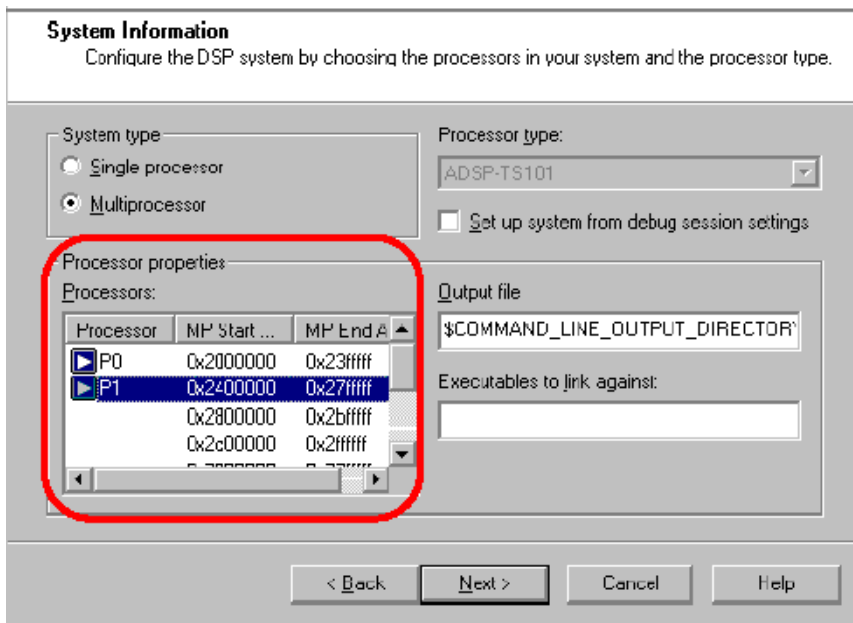 System Information
Configure the DSP system by choosing the processors in your system and the processor type.
System type
Single processor
Multiprocessor
Processor type:
ADSP-TS101
Set up system from debug session settings
Processor properties
Processors:
Processor MP Start ... MP End A
P0 0x2000000 0x23fffff
P1 0x2400000 0x27fffff
0x2800000 0x2bfffff
0x2c00000 0x2ffffff
Output file
$COMMAND_LINE_OUTPUT_DIRECTORY
Executables to link against:
< Back Next > Cancel Help